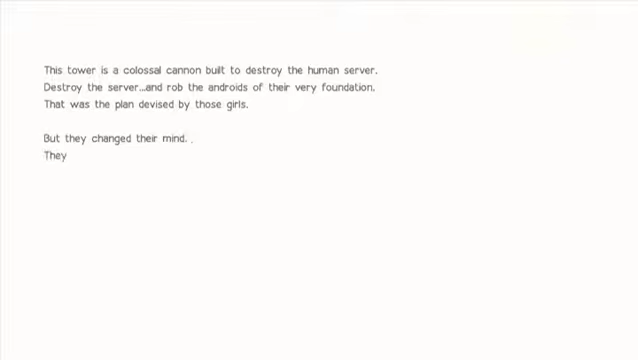 This tower is a colossal cannon built to destroy the human server.
Destroy the server...and rob the androids of their very foundation.
That was the plan devised by those girls.
But they changed their mind. .
They